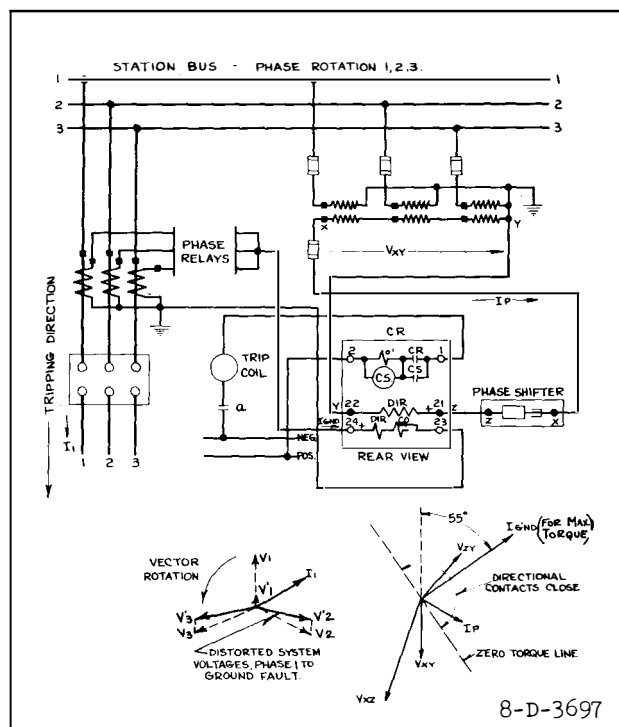 STATION BUS - PHASE ROTATION 1,2,3.
1 1
2 2
3 3
X Y
PHASE RELAYS
VXY
IP
TRIPPING DIRECTION
CR
TRIP COIL
a
2 CR 1
CS
CS
PHASE SHIFTER
22 DIR 21
Y + Z
Z X
IGND
24 + DIR CO 23
NEG.
POS.
REAR VIEW
I1
1 2 3
55°
IG'ND (FOR MAX TORQUE)
VECTOR ROTATION
V1
I1
V'1
V'3 V'2
V3 V2
DISTORTED SYSTEM VOLTAGES, PHASE 1 TO GROUND FAULT.
VZY
DIRECTIONAL CONTACTS CLOSE
IP
VXY
ZERO TORQUE LINE
VXZ
8-D-3697